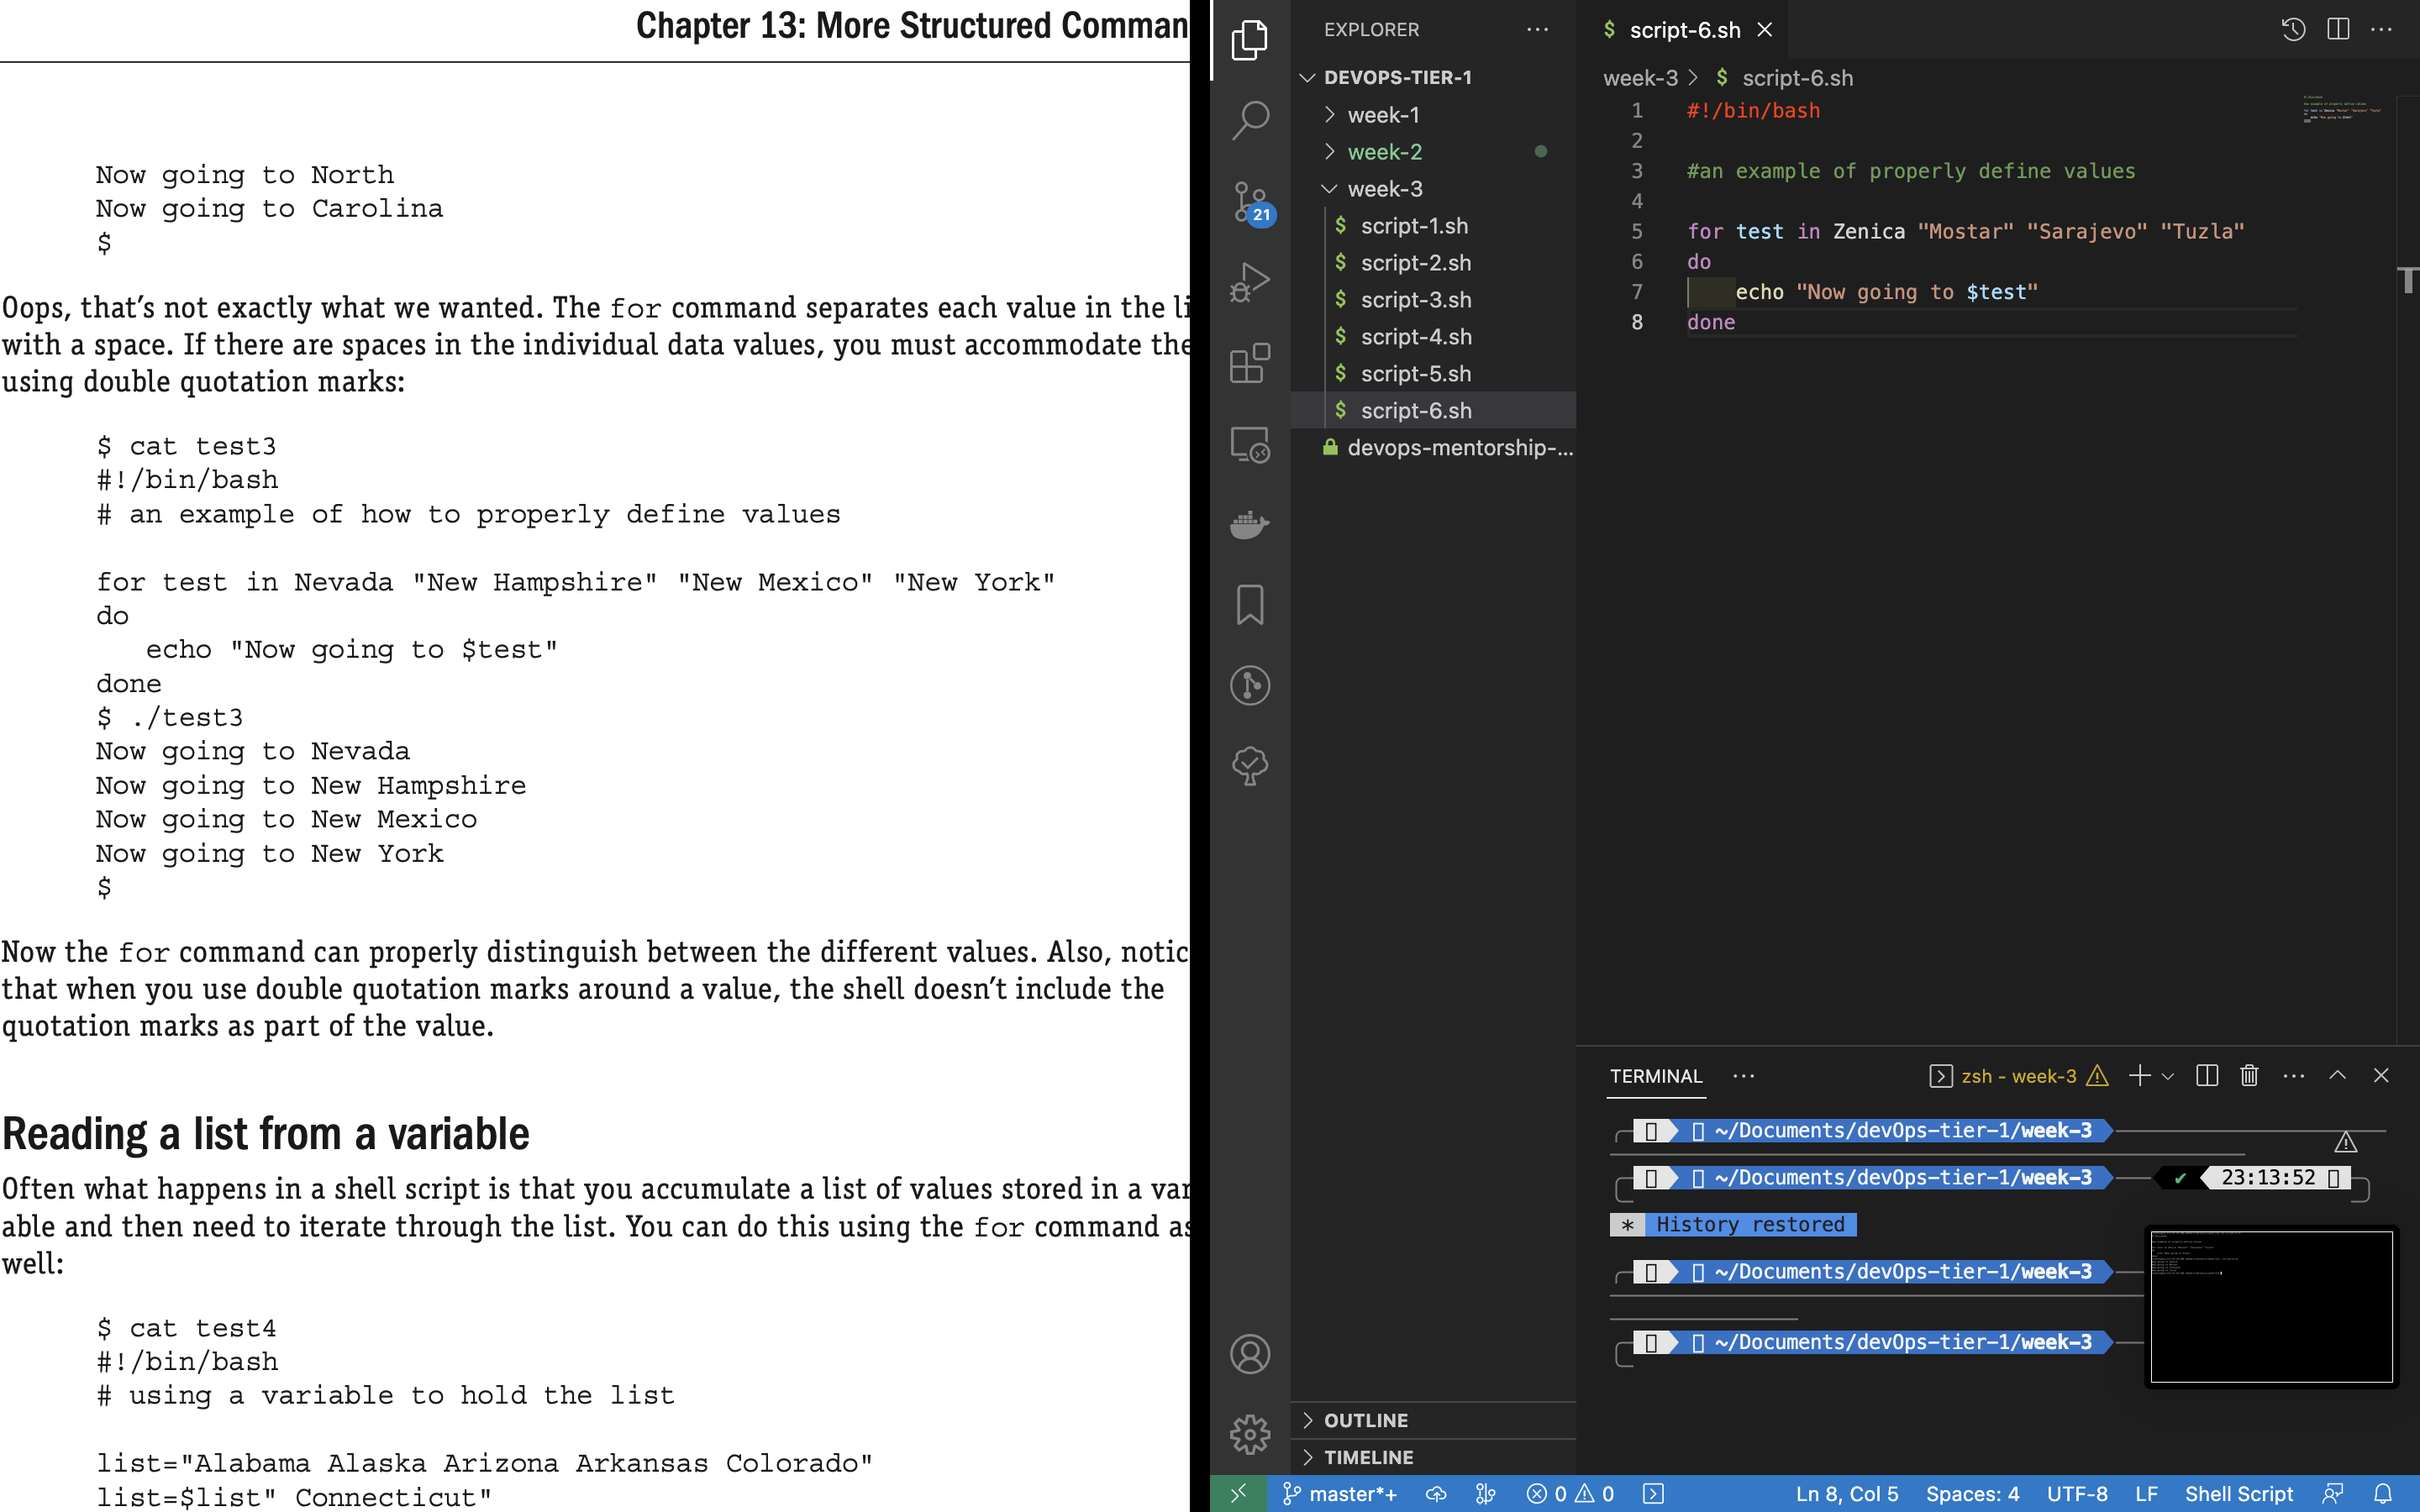 Chapter 13: More Structured Comman
Now going to North
Now going to Carolina
$
Oops, that's not exactly what we wanted. The for command separates each value in the li
with a space. If there are spaces in the individual data values, you must accommodate the
using double quotation marks:
$ cat test3
#!/bin/bash
# an example of how to properly define values
for test in Nevada "New Hampshire" "New Mexico" "New York"
do
echo "Now going to $test"
done
$ ./test3
Now going to Nevada
Now going to New Hampshire
Now going to New Mexico
Now going to New York
$
Now the for command can properly distinguish between the different values. Also, notic
that when you use double quotation marks around a value, the shell doesn't include the
quotation marks as part of the value.
Reading a list from a variable
Often what happens in a shell script is that you accumulate a list of values stored in a var
able and then need to iterate through the list. You can do this using the for command as
well:
$ cat test4
#!/bin/bash
# using a variable to hold the list
list="Alabama Alaska Arizona Arkansas Colorado"
list=$list" Connecticut"
21
EXPLORER
DEVOPS-TIER-1
week-1
week-2
week-3
$ script-1.sh
$ script-2.sh
$ script-3.sh
$ script-4.sh
$ script-5.sh
$ script-6.sh
devops-mentorship-...
OUTLINE
TIMELINE
$ script-6.sh
week-3 > $ script-6.sh
1 #!/bin/bash
2
3 #an example of properly define values
4
5 for test in Zenica "Mostar" "Sarajevo" "Tuzla"
6 do
7 echo "Now going to $test"
8 done
TERMINAL
zsh - week-3
~/Documents/devOps-tier-1/week-3
~/Documents/devOps-tier-1/week-3 ✔ 23:13:52
* History restored
~/Documents/devOps-tier-1/week-3
~/Documents/devOps-tier-1/week-3
master*+ 0 0 Ln 8, Col 5 Spaces: 4 UTF-8 LF Shell Script